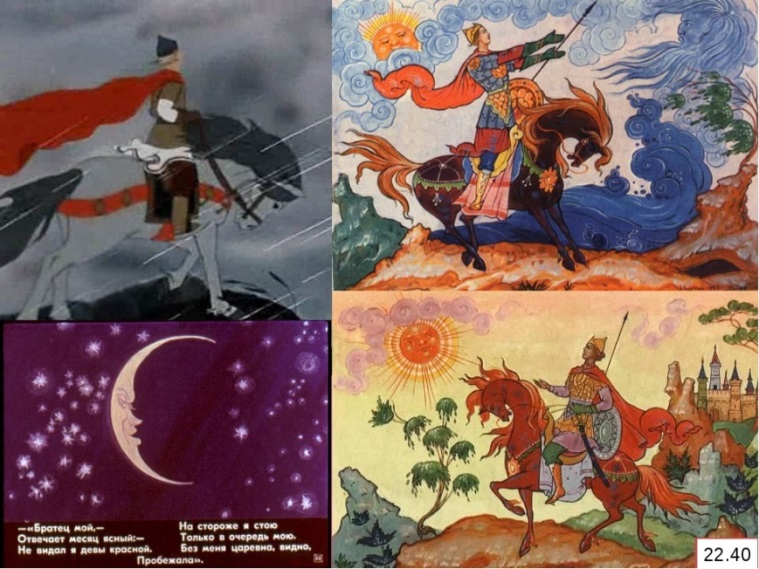 —«Братец мой,—
Отвечает месяц ясный:—
Не видал я девы красной.
На стороже я стою
Только в очередь мою.
Без меня царевна, видно,
Пробежала».
22.40